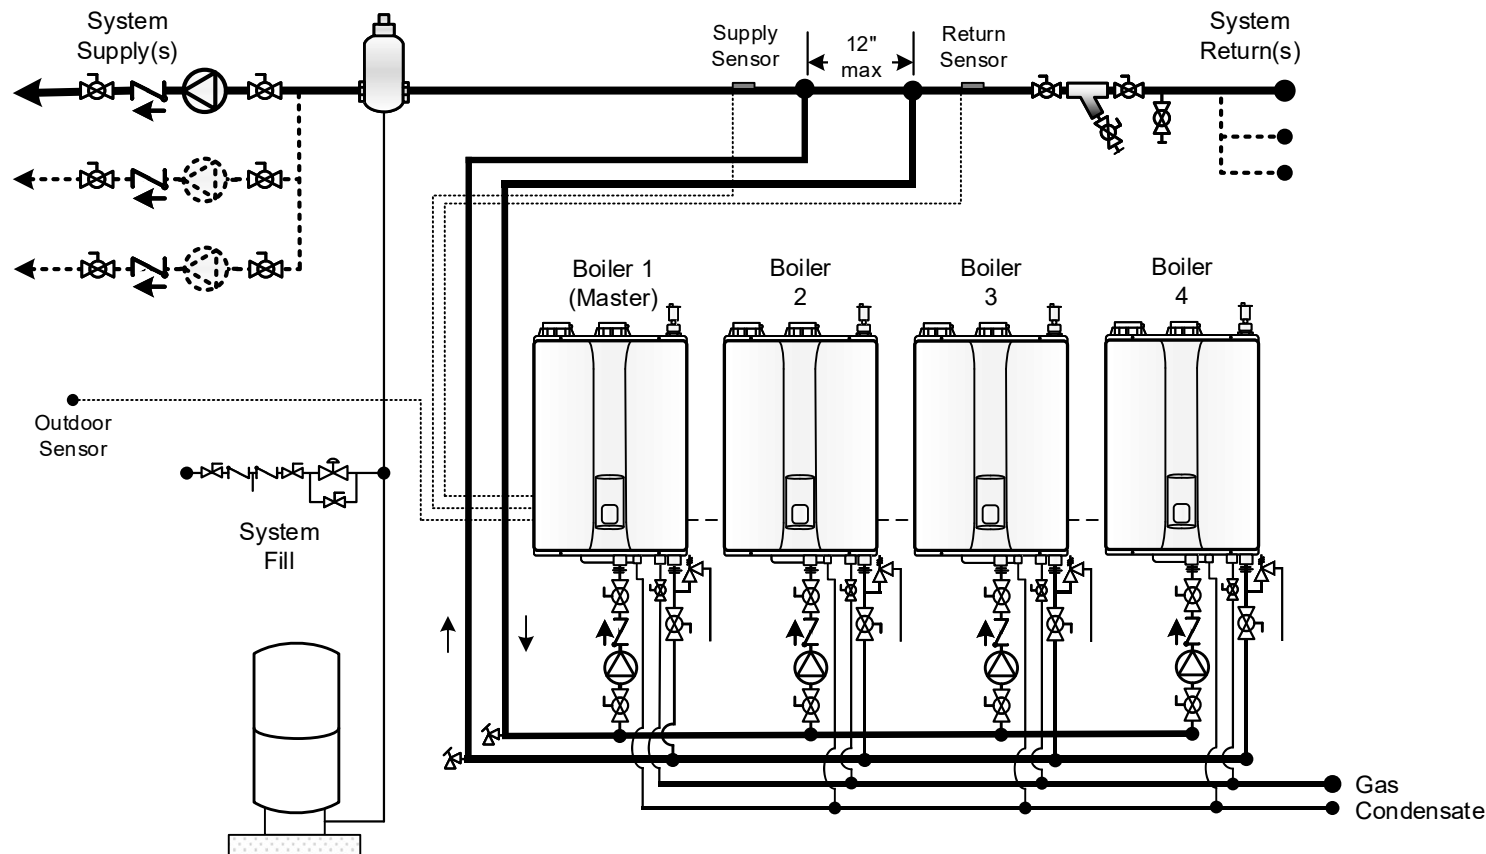 System
Supply(s)
Supply
Sensor
12"
max
Return
Sensor
System
Return(s)
Boiler 1
(Master)
Boiler
2
Boiler
3
Boiler
4
Outdoor
Sensor
System
Fill
Gas
Condensate